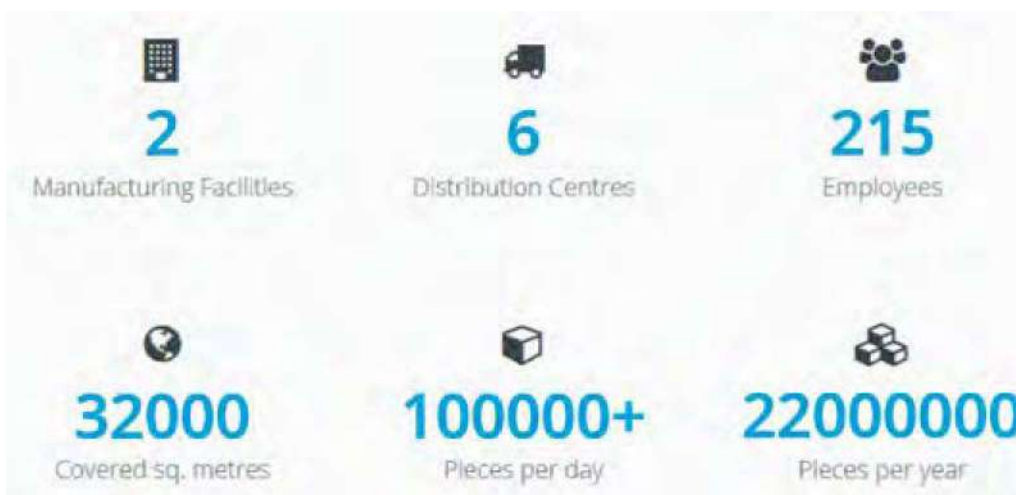 2
Manufacturing Facilities
6
Distribution Centres
215
Employees
32000
Covered sq. metres
100000+
Pieces per day
22000000
Pieces per year